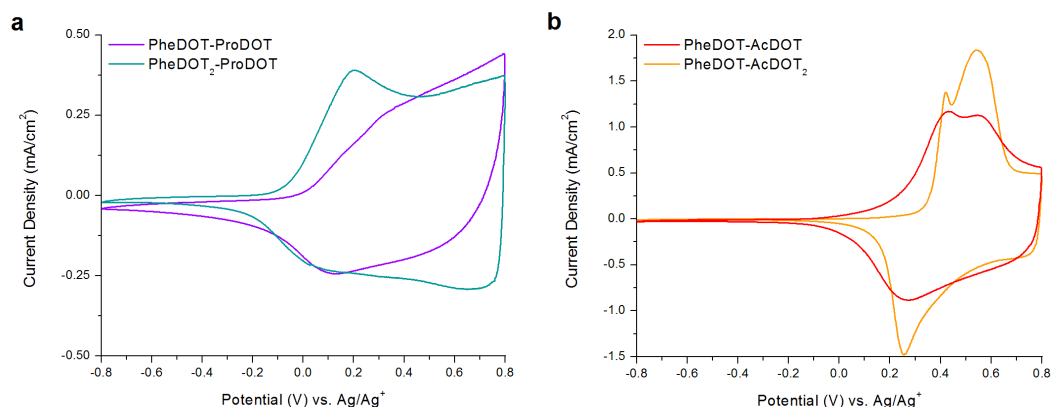 a
PheDOT-ProDOT
PheDOT₂-ProDOT
0.50
0.25
0.00
-0.25
-0.50
Current Density (mA/cm²)
-0.8 -0.6 -0.4 -0.2 0.0 0.2 0.4 0.6 0.8
Potential (V) vs. Ag/Ag⁺
b
PheDOT-AcDOT
PheDOT-AcDOT₂
2.0
1.5
1.0
0.5
0.0
-0.5
-1.0
-1.5
Current Density (mA/cm²)
-0.8 -0.6 -0.4 -0.2 0.0 0.2 0.4 0.6 0.8
Potential (V) vs. Ag/Ag⁺